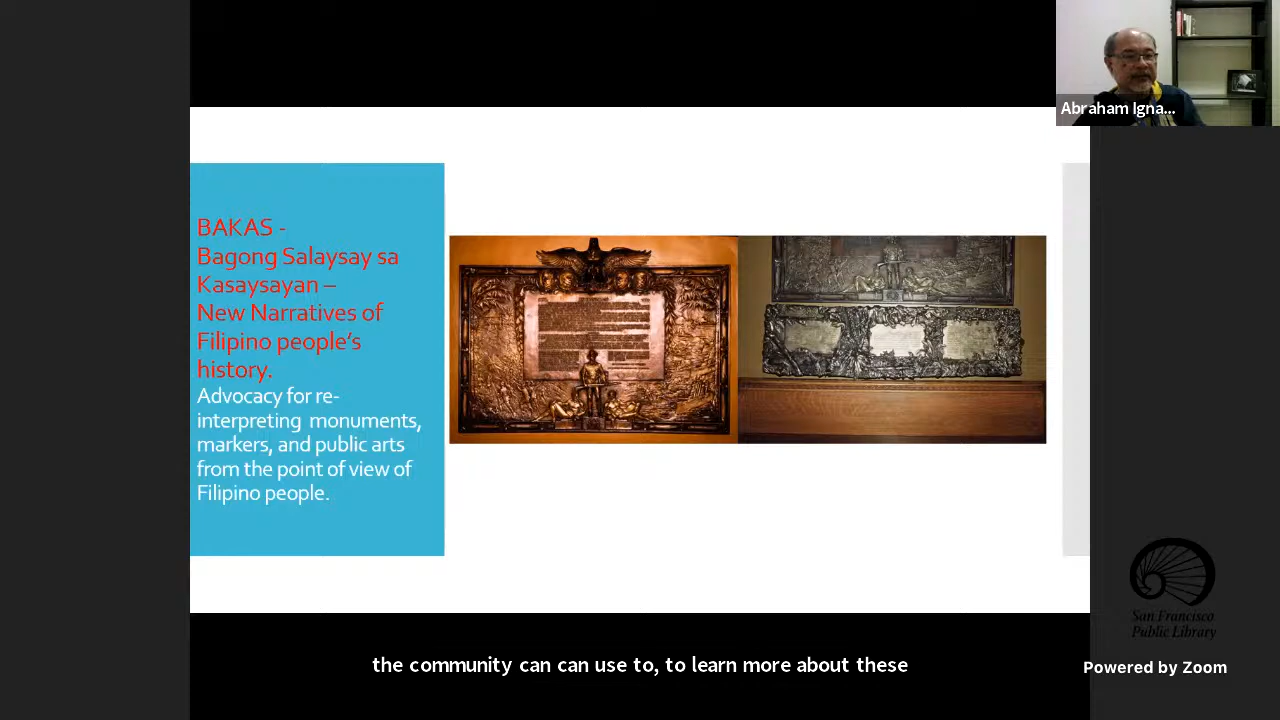 Abraham Igna...
BAKAS -
Bagong Salaysay sa
Kasaysayan –
New Narratives of
Filipino people's
history.
Advocacy for re-
interpreting monuments,
markers, and public arts
from the point of view of
Filipino people.
San Francisco
Public Library
the community can can use to, to learn more about these
Powered by Zoom